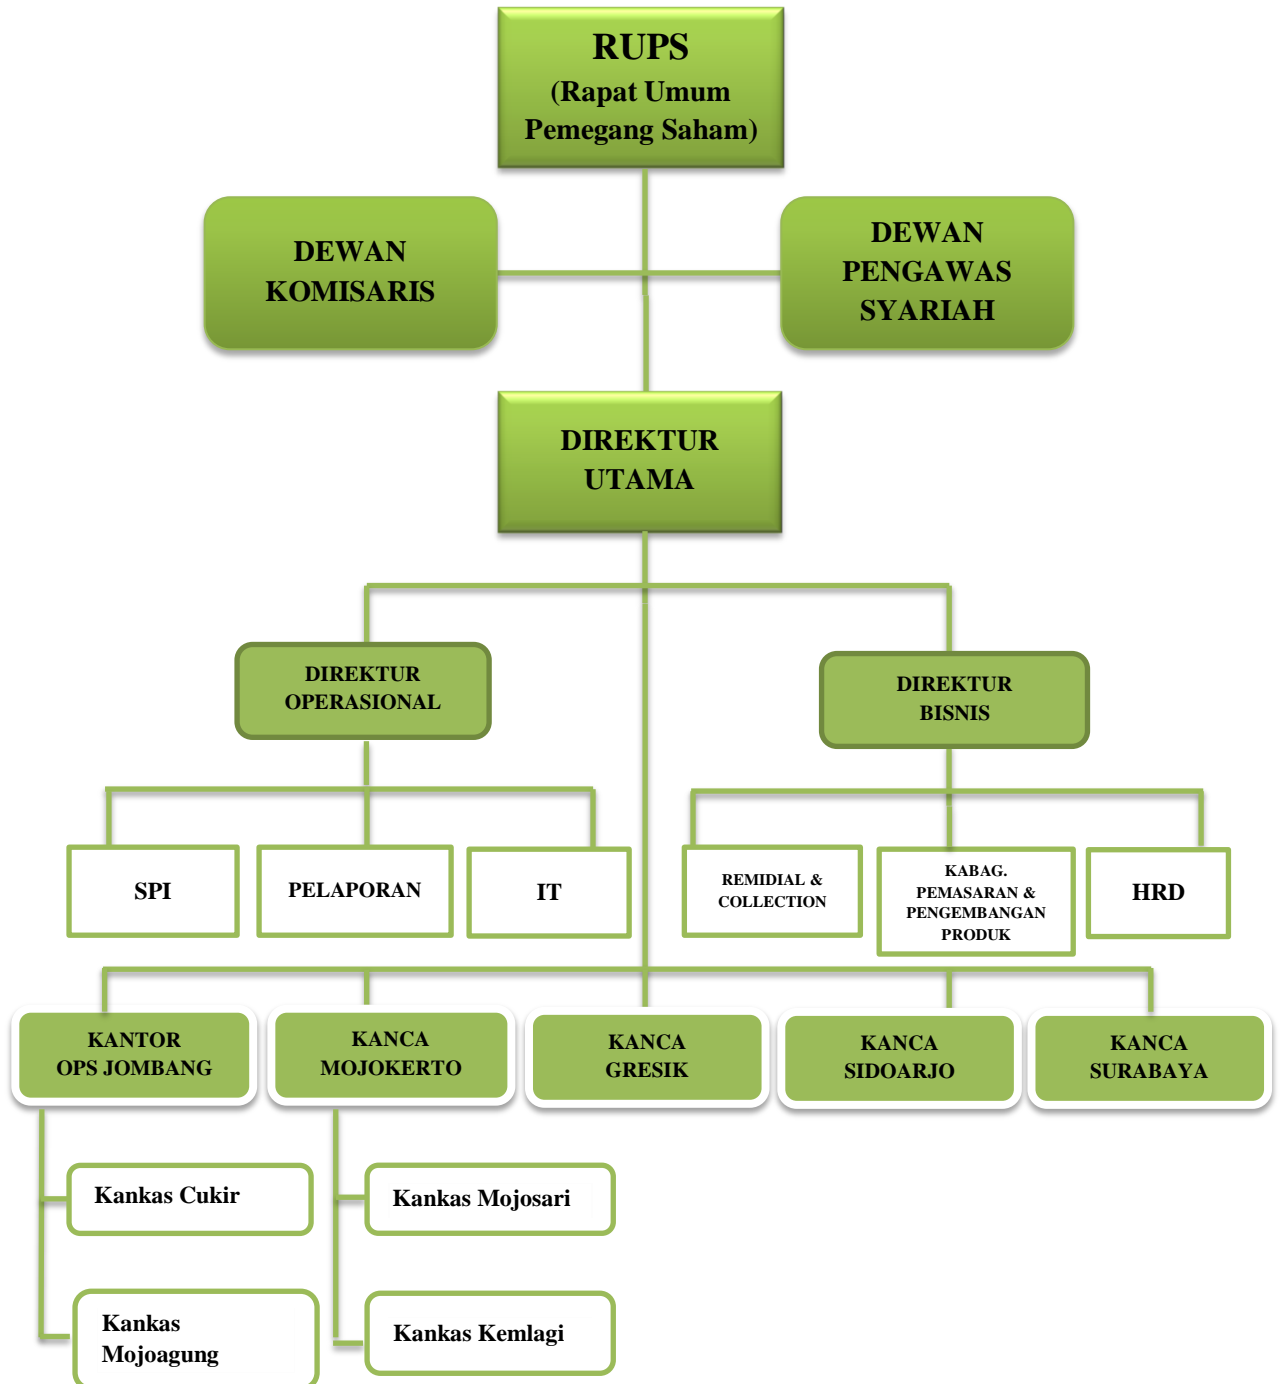 RUPS
(Rapat Umum
Pemegang Saham)
DEWAN
KOMISARIS
DEWAN
PENGAWAS
SYARIAH
DIREKTUR
UTAMA
DIREKTUR
OPERASIONAL
DIREKTUR
BISNIS
SPI
PELAPORAN
IT
REMIDIAL &
COLLECTION
KABAG.
PEMASARAN &
PENGEMBANGAN
PRODUK
HRD
KANTOR
OPS JOMBANG
KANCA
MOJOKERTO
KANCA
GRESIK
KANCA
SIDOARJO
KANCA
SURABAYA
Kankas Cukir
Kankas Mojosari
Kankas
Mojoagung
Kankas Kemlagi